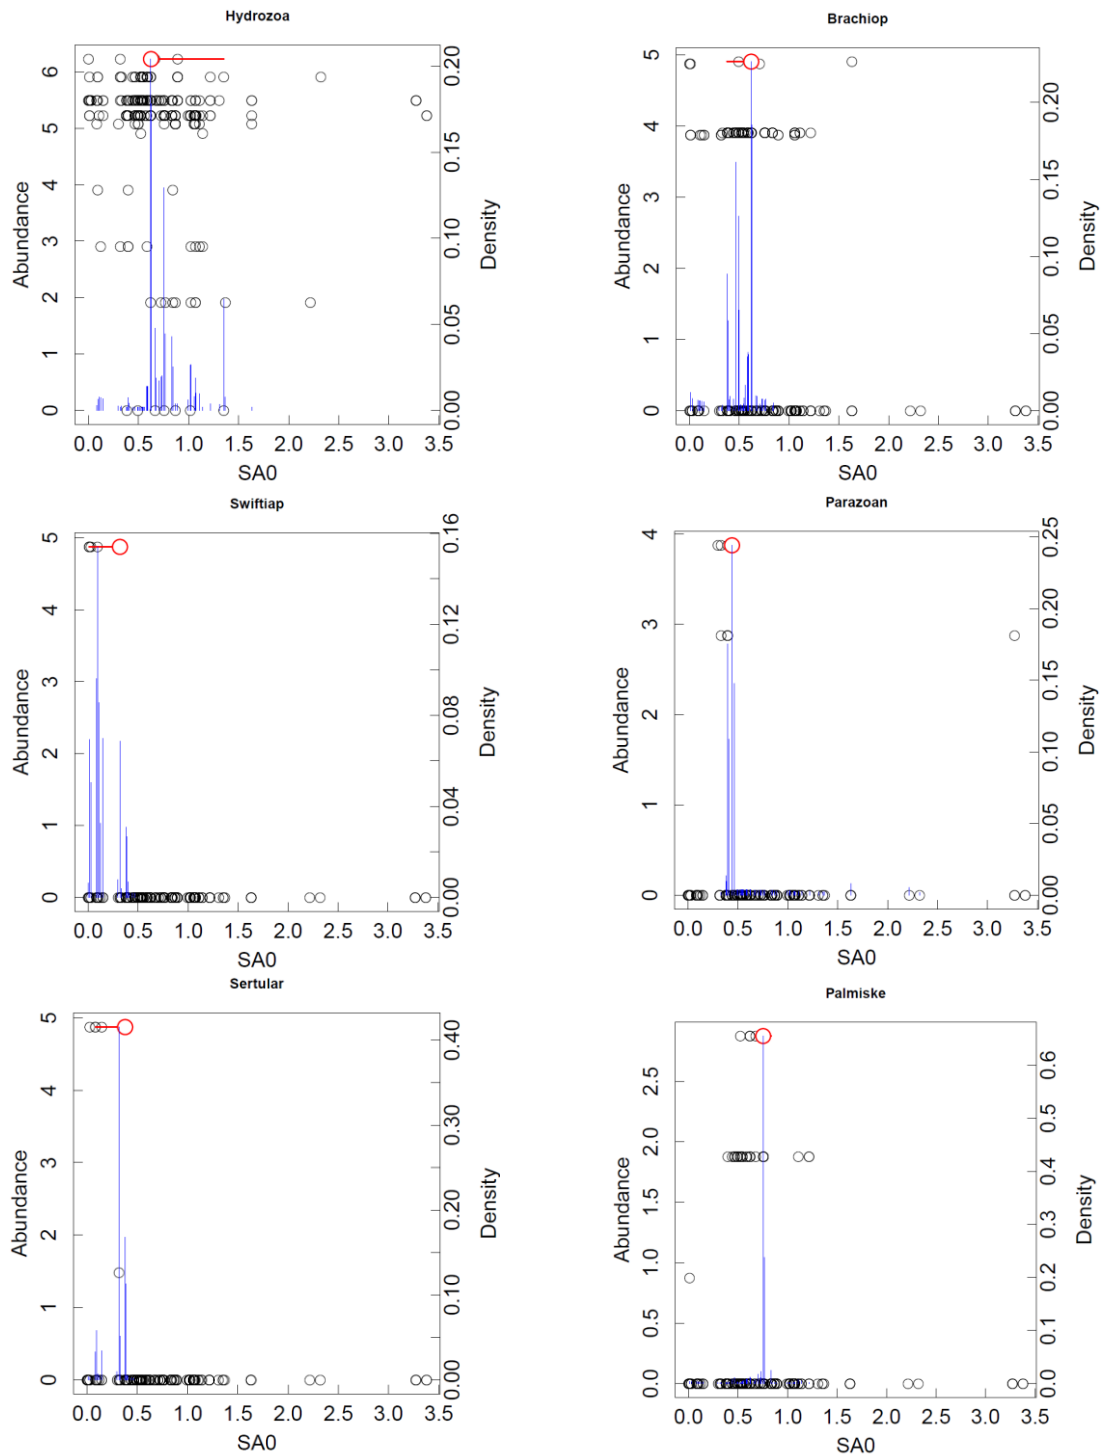 Hydrozoa
Abundance
0 1 2 3 4 5 6
Density
0.00 0.05 0.10 0.15 0.20
0.0 0.5 1.0 1.5 2.0 2.5 3.0 3.5
SA0
Brachiop
Abundance
0 1 2 3 4 5
Density
0.00 0.05 0.10 0.15 0.20
0.0 0.5 1.0 1.5 2.0 2.5 3.0 3.5
SA0
Swiftiap
Abundance
0 1 2 3 4 5
Density
0.00 0.04 0.08 0.12 0.16
0.0 0.5 1.0 1.5 2.0 2.5 3.0 3.5
SA0
Parazoan
Abundance
0 1 2 3 4
Density
0.00 0.05 0.10 0.15 0.20 0.25
0.0 0.5 1.0 1.5 2.0 2.5 3.0 3.5
SA0
Sertular
Abundance
0 1 2 3 4 5
Density
0.00 0.10 0.20 0.30 0.40
0.0 0.5 1.0 1.5 2.0 2.5 3.0 3.5
SA0
Palmiske
Abundance
0.0 0.5 1.0 1.5 2.0 2.5
Density
0.0 0.1 0.2 0.3 0.4 0.5 0.6
0.0 0.5 1.0 1.5 2.0 2.5 3.0 3.5
SA0